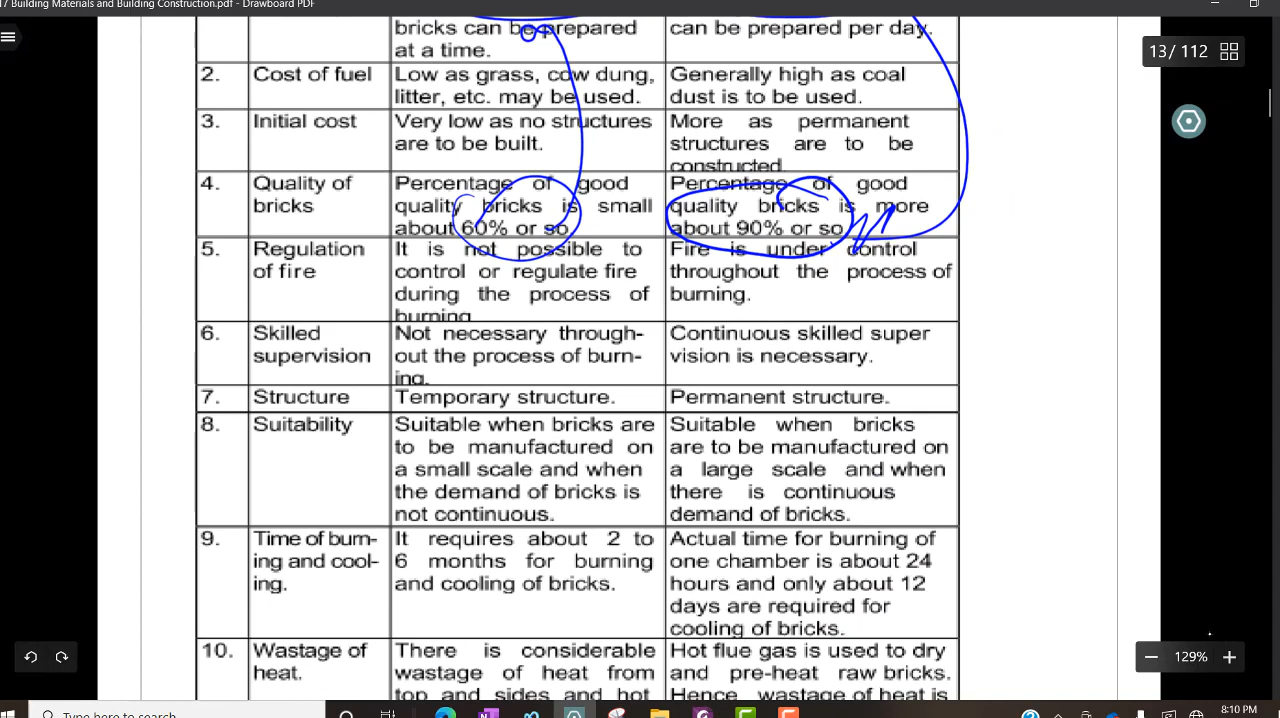 17 Building Materials and Building Construction.pdf - Drawboard PDF
13 / 112
bricks can be prepared
at a time.
can be prepared per day.
2.
Cost of fuel
Low as grass, cow dung,
litter, etc. may be used.
Generally high as coal
dust is to be used.
3.
Initial cost
Very low as no structures
are to be built.
More as permanent
structures are to be
constructed
4.
Quality of
bricks
Percentage of good
quality bricks is small
about 60% or so.
Percentage of good
quality bricks is more
about 90% or so
5.
Regulation
of fire
It is not possible to
control or regulate fire
during the process of
burning
Fire is under control
throughout the process of
burning.
6.
Skilled
supervision
Not necessary through-
out the process of burn-
ing.
Continuous skilled super
vision is necessary.
7.
Structure
Temporary structure.
Permanent structure.
8.
Suitability
Suitable when bricks are
to be manufactured on
a small scale and when
the demand of bricks is
not continuous.
Suitable when bricks
are to be manufactured on
a large scale and when
there is continuous
demand of bricks.
9.
Time of burn-
ing and cool-
ing.
It requires about 2 to
6 months for burning
and cooling of bricks.
Actual time for burning of
one chamber is about 24
hours and only about 12
days are required for
cooling of bricks.
10.
Wastage of
heat.
There is considerable
wastage of heat from
top and sides and hot
Hot flue gas is used to dry
and pre-heat raw bricks.
Hence wastage of heat is
129%
Type here to search
8:10 PM